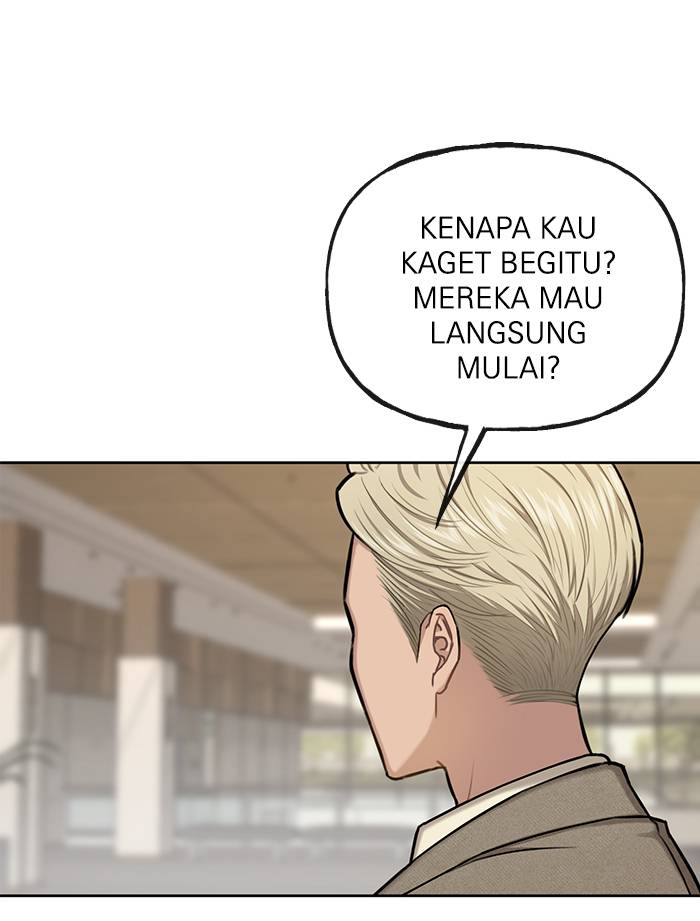 KENAPA KAU
KAGET BEGITU?
MEREKA MAU
LANGSUNG
MULAI?